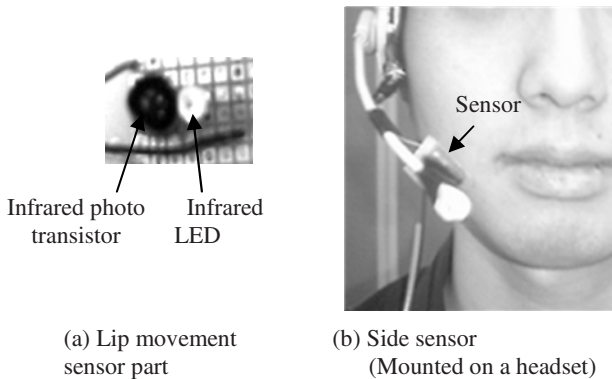 Sensor
Infrared photo
transistor
Infrared
LED
(a) Lip movement
sensor part
(b) Side sensor
(Mounted on a headset)